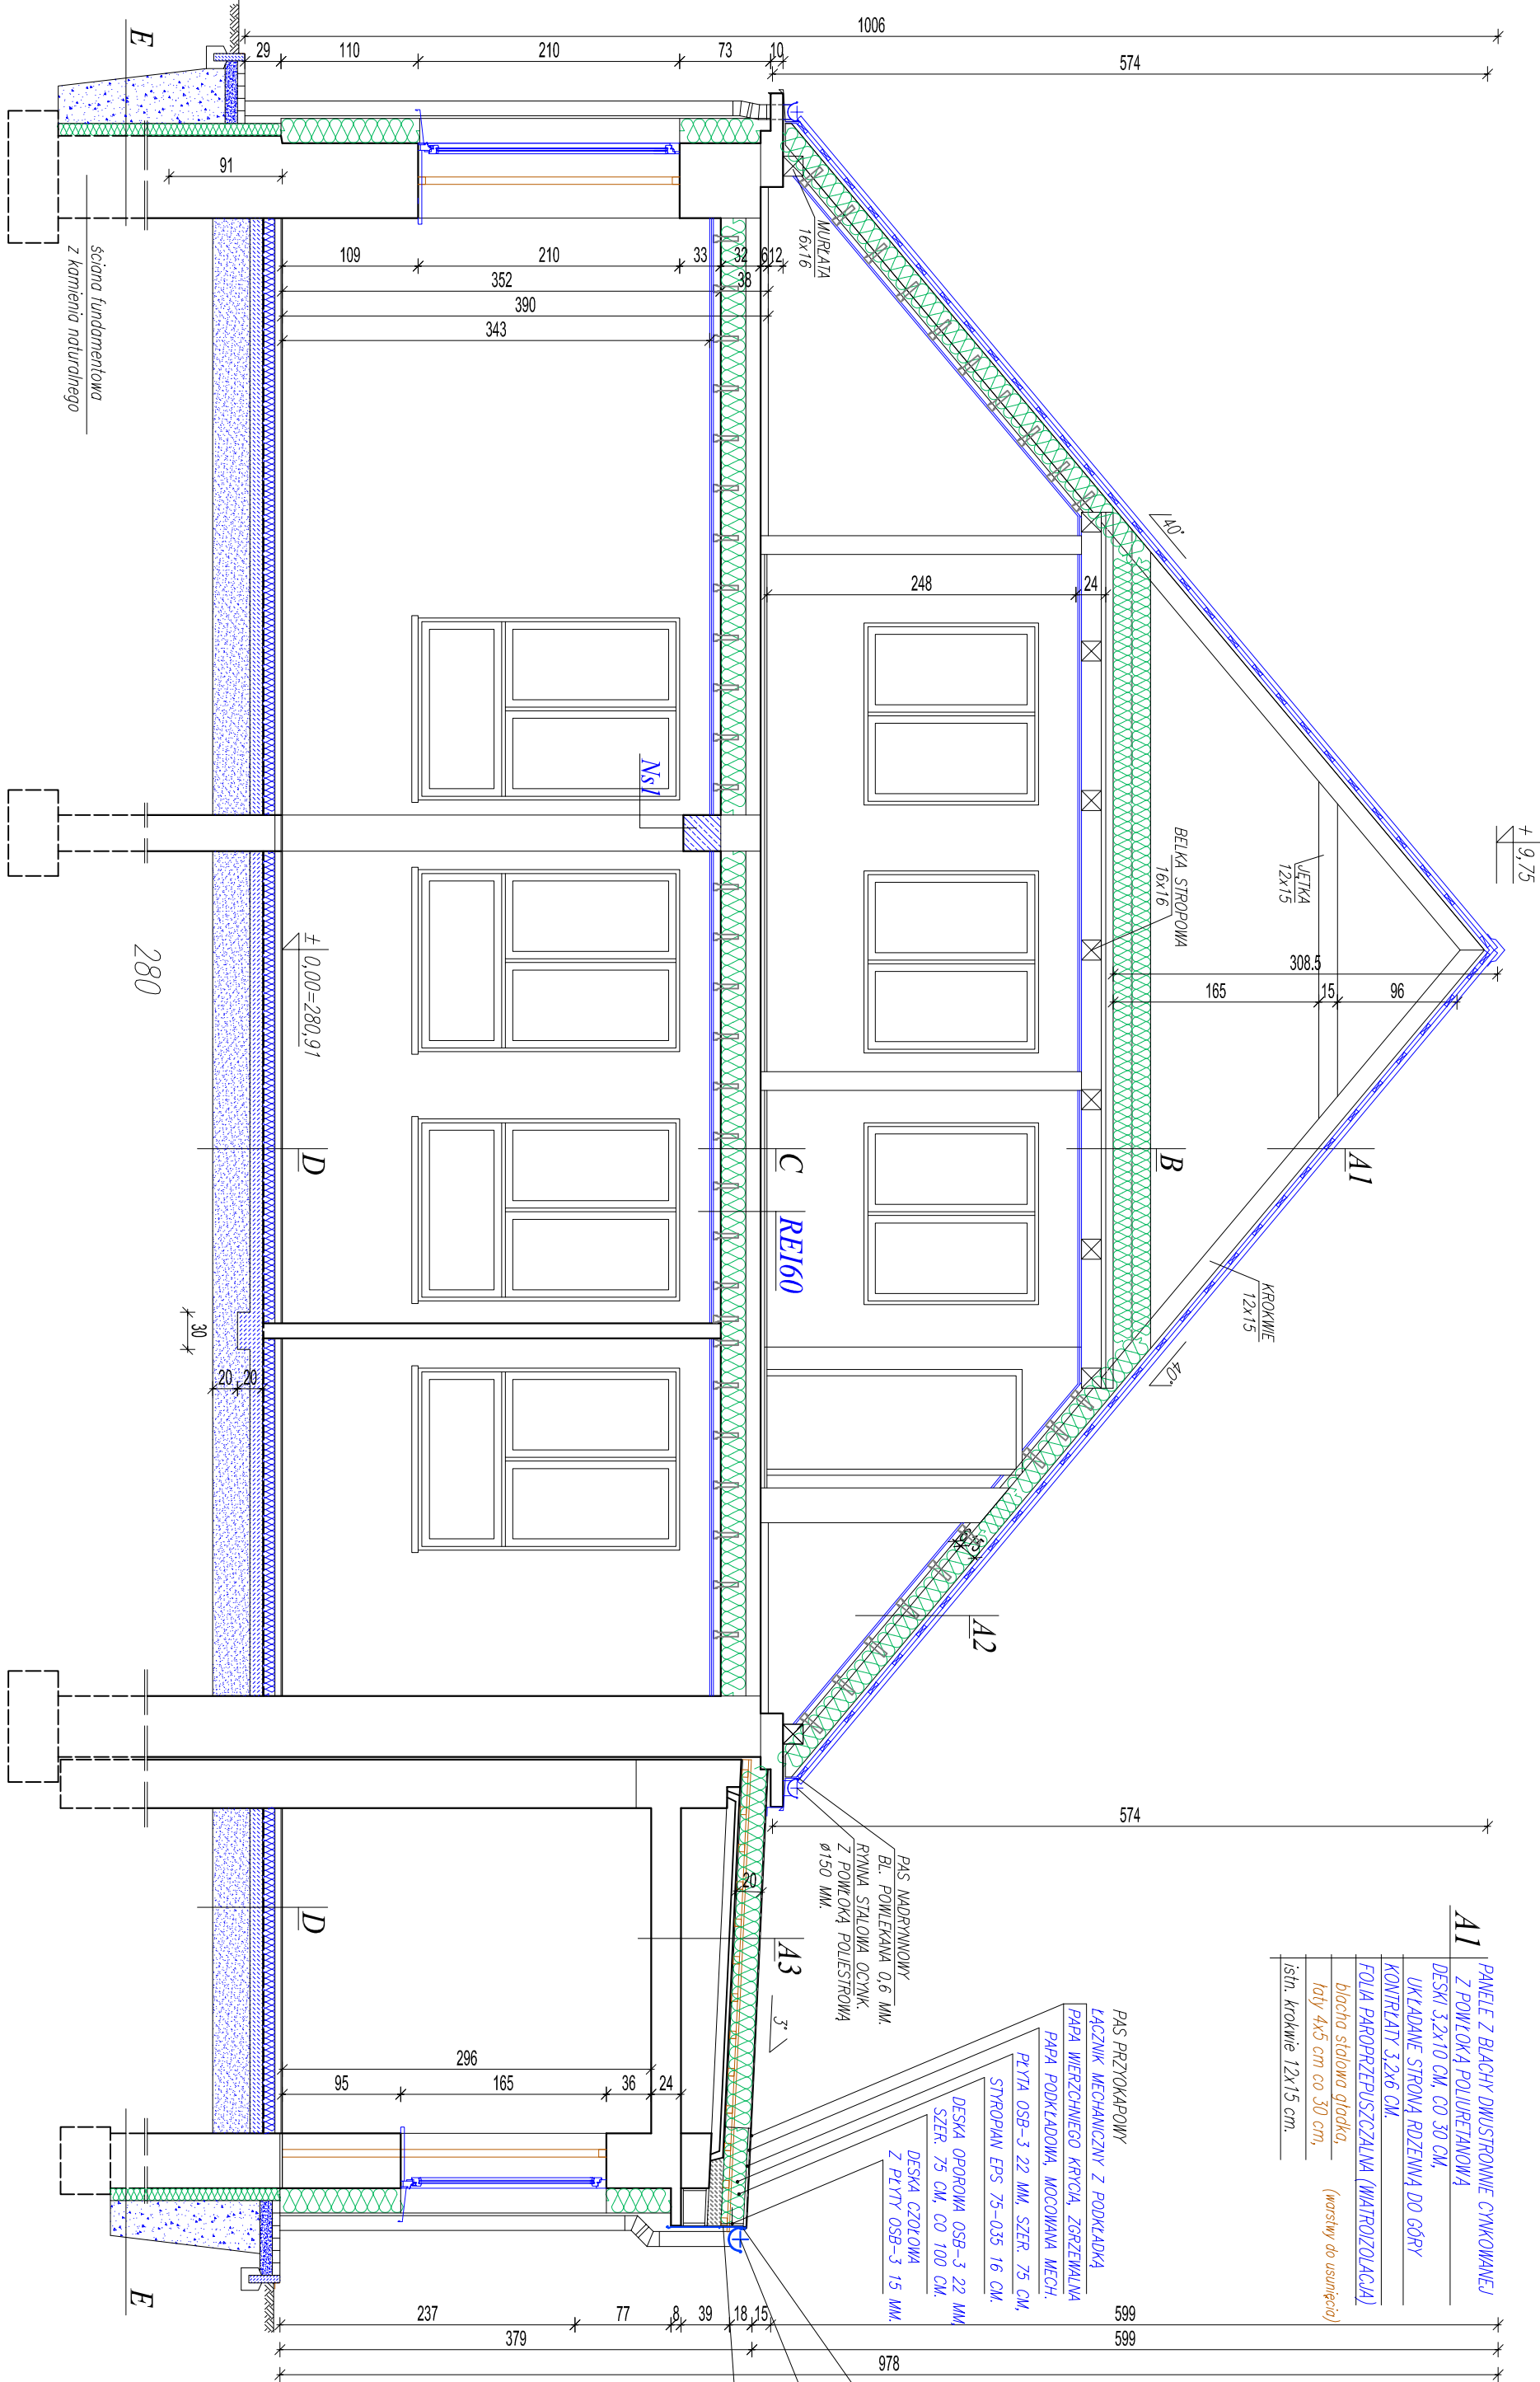 + 9,75
A1
PANELE Z BLACHY DWUSTRONNIE CYNKOWANEJ
Z POWŁOKĄ POLIURETANOWĄ
DESKI 3,2x10 CM, CO 30 CM,
UKŁADANE STRONĄ RDZENNĄ DO GÓRY
KONTRŁATY 3,2x6 CM.
FOLIA PAROPRZEPUSZCZALNA (WIATROIZOLACJA)
blacha stalowa gładka,
łaty 4x5 cm co 30 cm,
(warstwy do usunięcia)
istn. krokwie 12x15 cm.
A1
JĘTKA
12x15
KROKWIE
12x15
96
15
165
308.5
40°
40°
BELKA STROPOWA
16x16
B
24
248
574
1006
574
599
599
978
PAS PRZYOKAPOWY
ŁĄCZNIK MECHANICZNY Z PODKŁADKĄ
PAPA WIERZCHNIEGO KRYCIA, ZGRZEWALNA
PAPA PODKŁADOWA, MOCOWANA MECH.
PŁYTA OSB-3 22 MM, SZER. 75 CM,
STYROPIAN EPS 75-035 16 CM.
DESKA OPOROWA OSB-3 22 MM,
SZER. 75 CM, CO 100 CM.
DESKA CZOŁOWA
Z PŁYTY OSB-3 15 MM.
PAS NADRYNNOWY
BL. POWLEKANA 0,6 MM.
RYNNA STALOWA OCYNK.
Z POWŁOKĄ POLIESTROWĄ
ø150 MM.
A2
15
MURŁATA
16x16
A3
3°
20
C
REI60
10
73
210
110
29
12
6
32
38
33
210
109
352
390
343
Ns1
15
18
39
8
77
237
379
24
36
165
95
296
± 0,00=280,91
D
D
280
30
20
20
91
E
E
ściana fundamentowa
z kamienia naturalnego